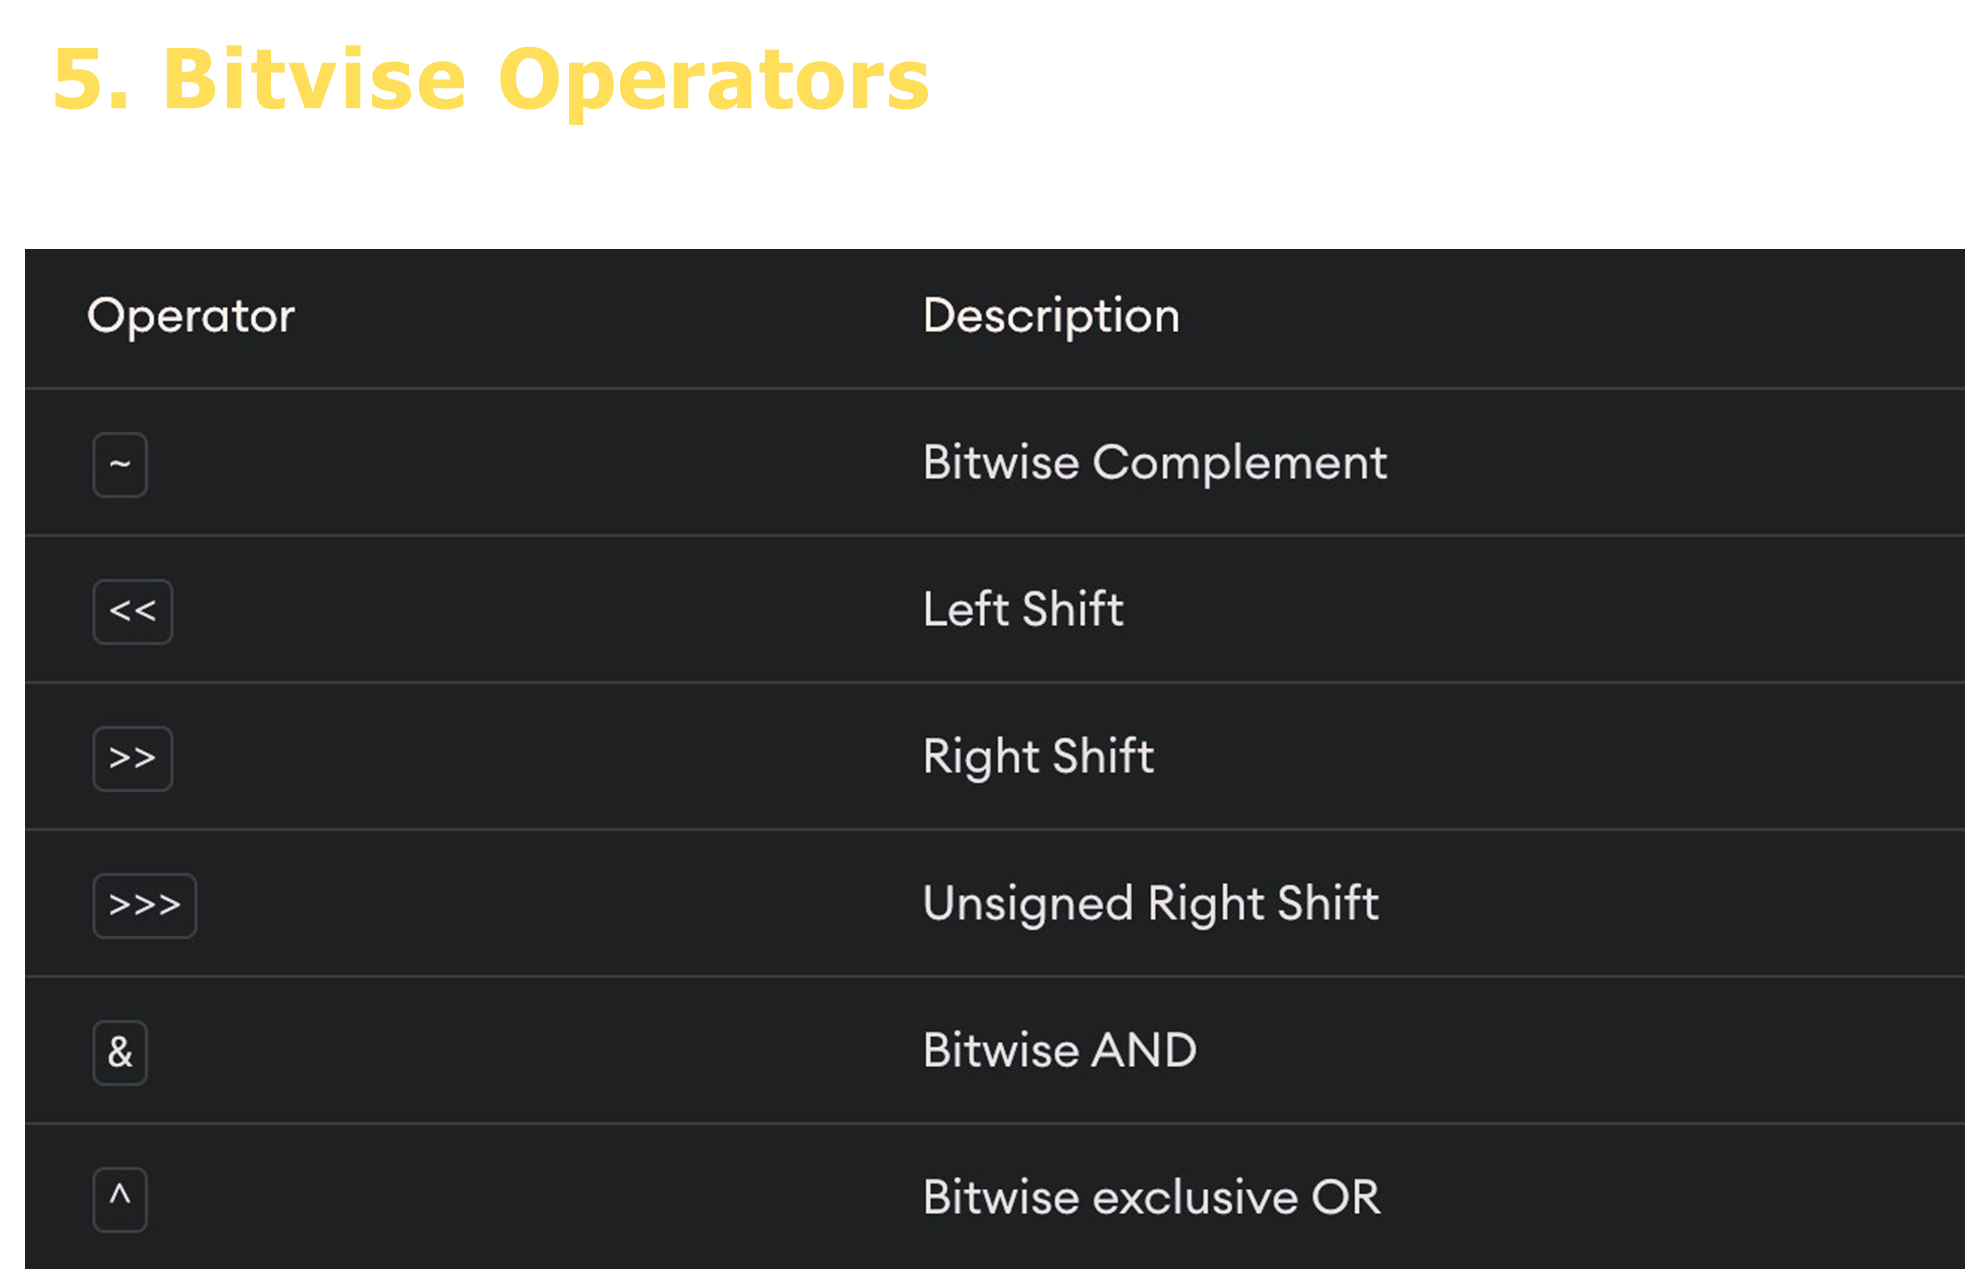 5. Bitvise Operators
Operator Description
~ Bitwise Complement
<< Left Shift
>> Right Shift
>>> Unsigned Right Shift
& Bitwise AND
^ Bitwise exclusive OR